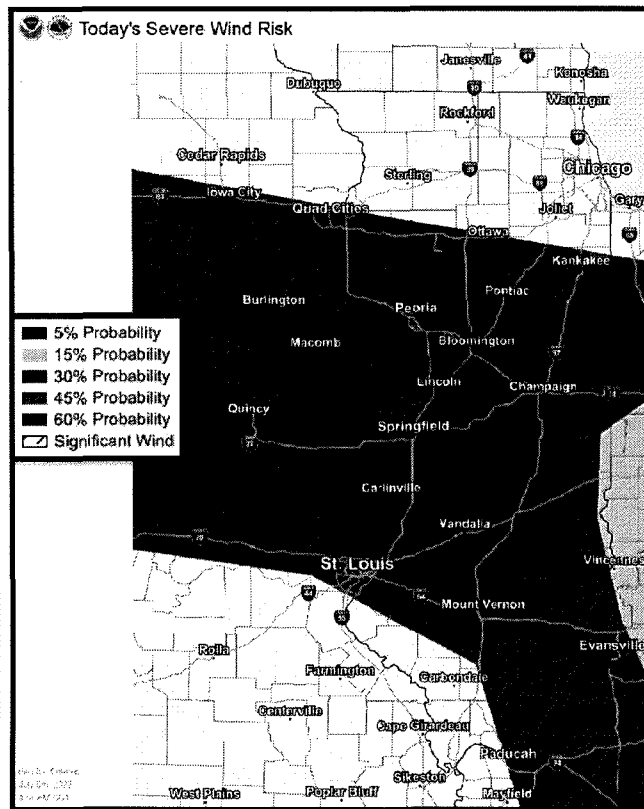 Today's Severe Wind Risk
Janesville
Kenosha
Dubuque
Waukegan
Rockford
Cedar Rapids
Sterling
Chicago
Iowa City
Quad Cities
Joliet
Gary
Ottawa
Kankakee
Burlington
Peoria
Pontiac
5% Probability
15% Probability
30% Probability
45% Probability
60% Probability
Significant Wind
Macomb
Bloomington
Lincoln
Champaign
Quincy
Springfield
Carlinville
Vandalia
Vincennes
St. Louis
Mount Vernon
Rolla
Evansville
Farmington
Carbondale
Centerville
Cape Girardeau
Paducah
Sikeston
West Plains
Poplar Bluff
Mayfield